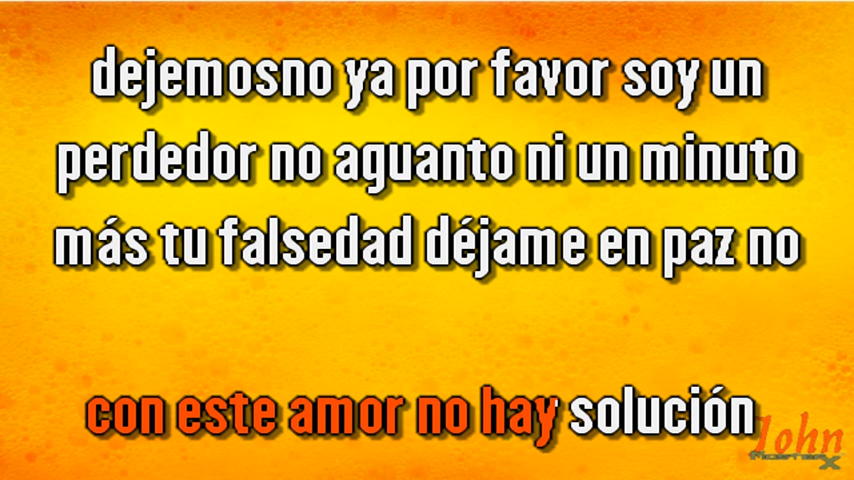 dejemosno ya por favor soy un
perdedor no aguanto ni un minuto
más tu falsedad déjame en paz no
con este amor no hay solución
John